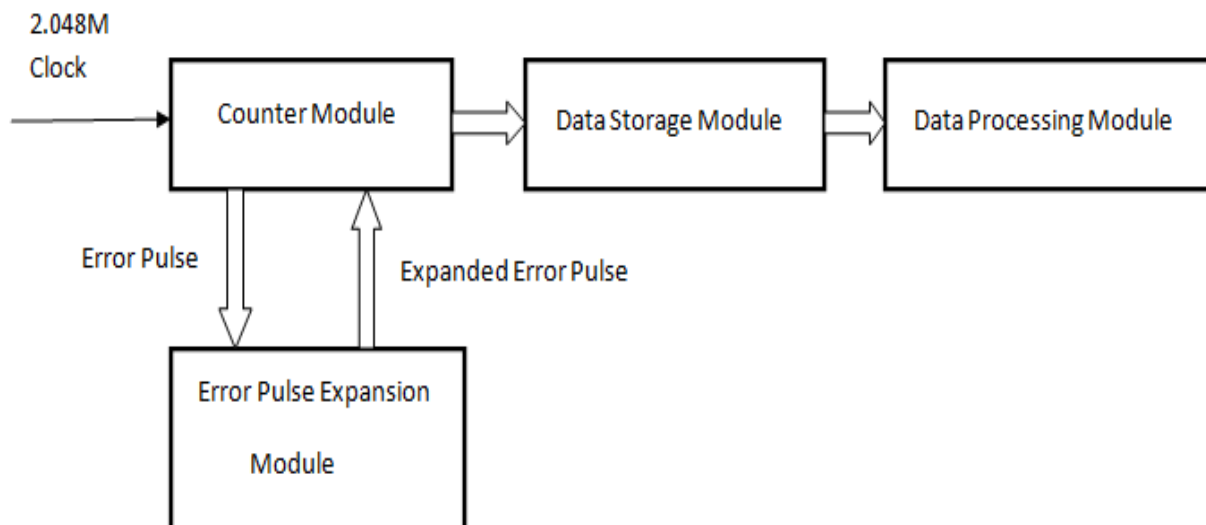 2.048M
Clock
Counter Module
Data Storage Module
Data Processing Module
Error Pulse
Expanded Error Pulse
Error Pulse Expansion
Module